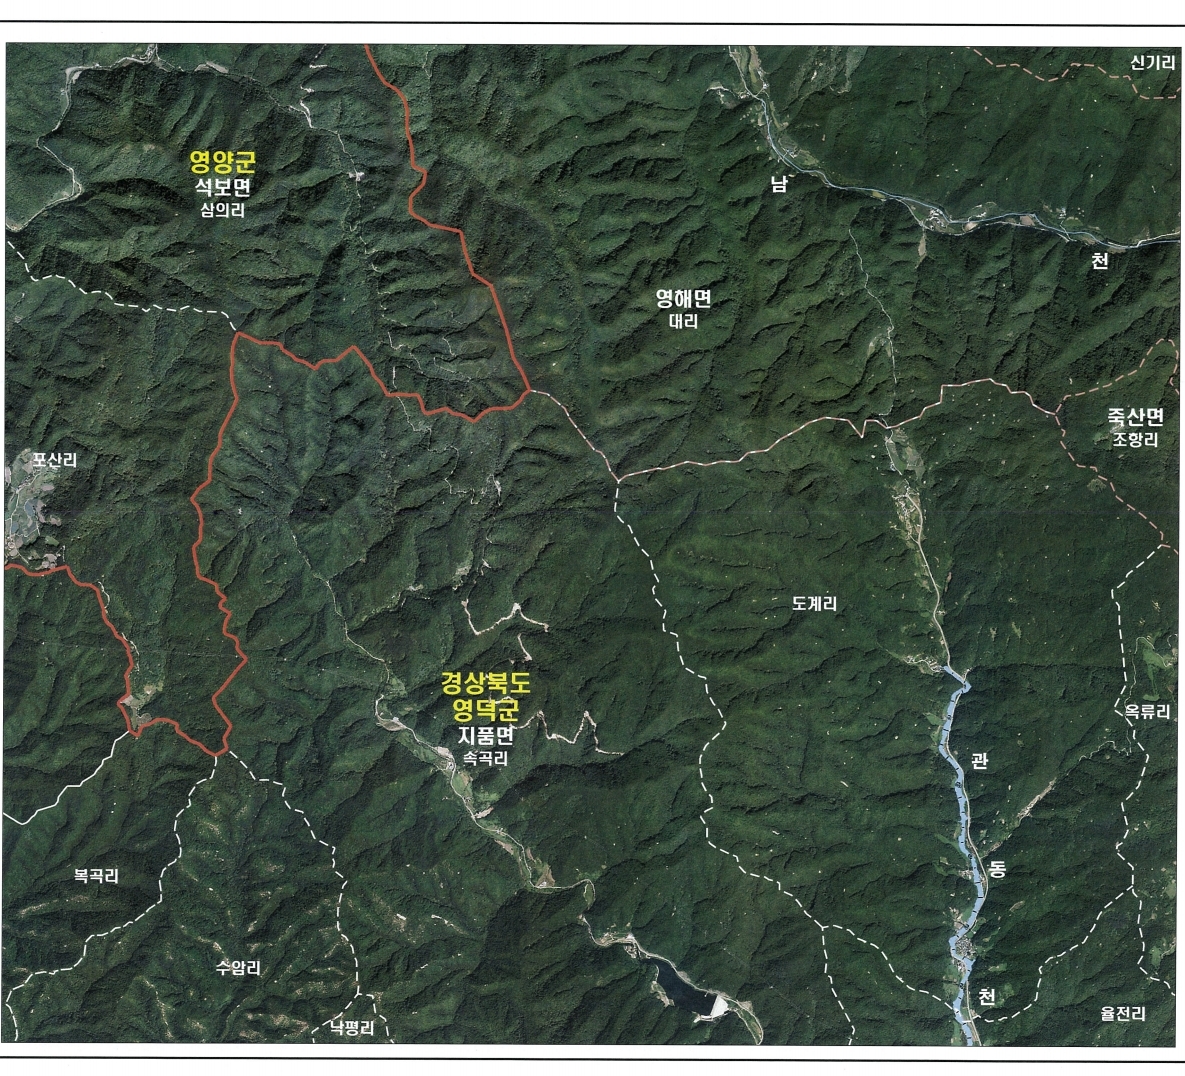 신기리
영양군
석보면
삼의리
남
천
영해면
대리
죽산면
조항리
포산리
도계리
경상북도
영덕군
지품면
속곡리
옥류리
관
동
천
복곡리
수암리
낙평리
율전리